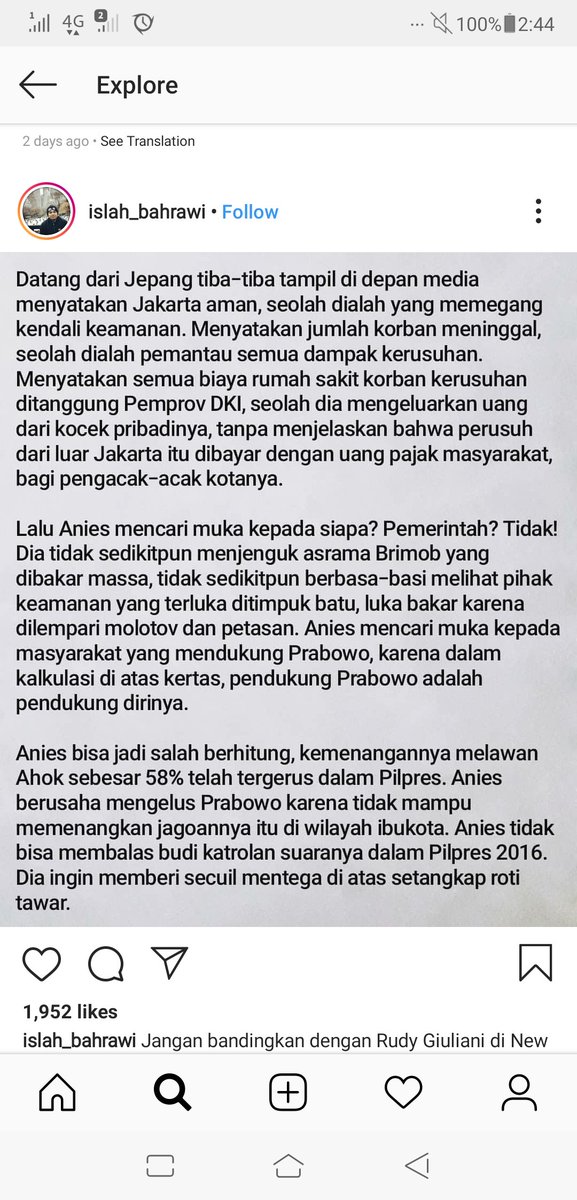 1 4G 2 ... 100% 2:44
Explore
2 days ago • See Translation
islah_bahrawi • Follow
Datang dari Jepang tiba-tiba tampil di depan media
menyatakan Jakarta aman, seolah dialah yang memegang
kendali keamanan. Menyatakan jumlah korban meninggal,
seolah dialah pemantau semua dampak kerusuhan.
Menyatakan semua biaya rumah sakit korban kerusuhan
ditanggung Pemprov DKI, seolah dia mengeluarkan uang
dari kocek pribadinya, tanpa menjelaskan bahwa perusuh
dari luar Jakarta itu dibayar dengan uang pajak masyarakat,
bagi pengacak-acak kotanya.
Lalu Anies mencari muka kepada siapa? Pemerintah? Tidak!
Dia tidak sedikitpun menjenguk asrama Brimob yang
dibakar massa, tidak sedikitpun berbasa-basi melihat pihak
keamanan yang terluka ditimpuk batu, luka bakar karena
dilempari molotov dan petasan. Anies mencari muka kepada
masyarakat yang mendukung Prabowo, karena dalam
kalkulasi di atas kertas, pendukung Prabowo adalah
pendukung dirinya.
Anies bisa jadi salah berhitung, kemenangannya melawan
Ahok sebesar 58% telah tergerus dalam Pilpres. Anies
berusaha mengelus Prabowo karena tidak mampu
memenangkan jagoannya itu di wilayah ibukota. Anies tidak
bisa membalas budi katrolan suaranya dalam Pilpres 2016.
Dia ingin memberi secuil mentega di atas setangkap roti
tawar.
1,952 likes
islah_bahrawi Jangan bandingkan dengan Rudy Giuliani di New